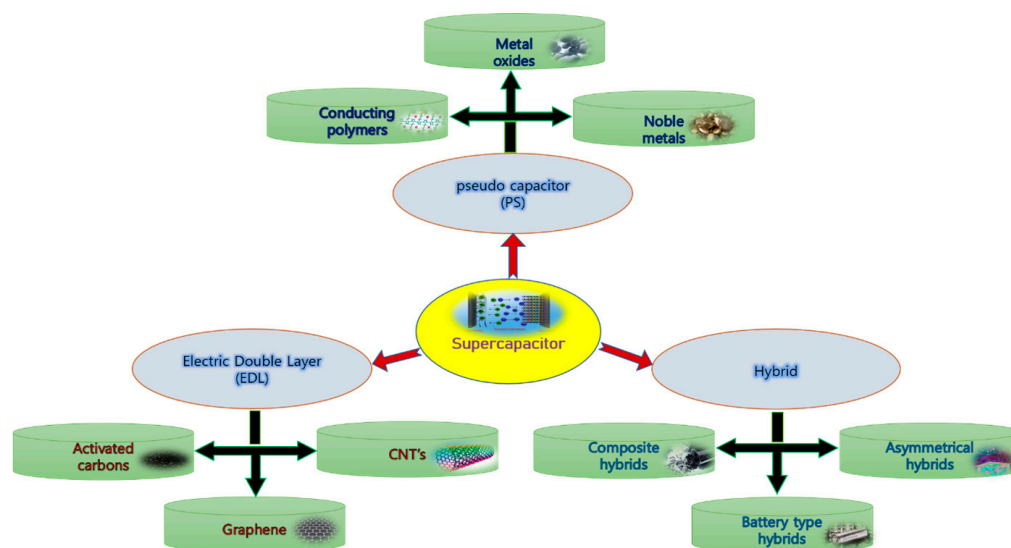 Metal
oxides
Conducting
polymers
Noble
metals
pseudo capacitor
(PS)
Supercapacitor
Electric Double Layer
(EDL)
Hybrid
Activated
carbons
CNT's
Graphene
Composite
hybrids
Asymmetrical
hybrids
Battery type
hybrids